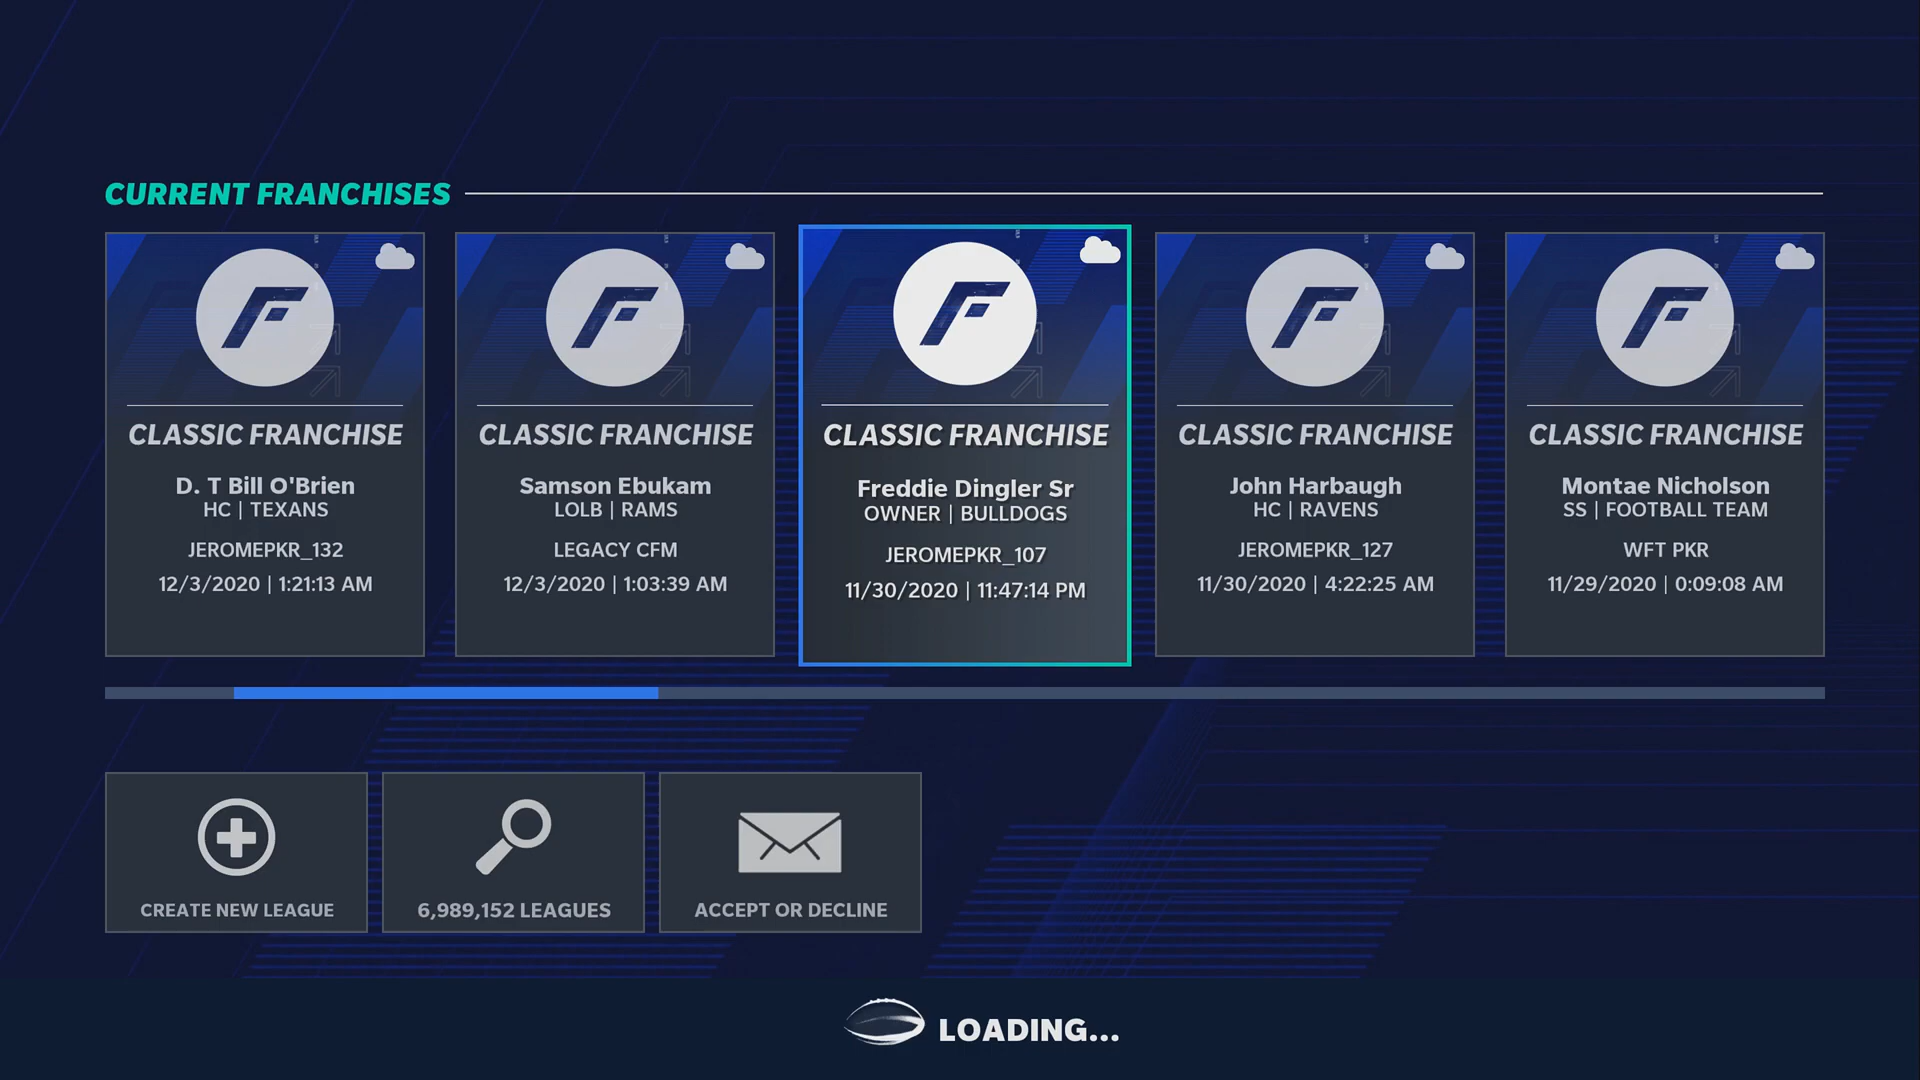 CURRENT FRANCHISES
CLASSIC FRANCHISE
D. T Bill O'Brien
HC | TEXANS
JEROMEPKR_132
12/3/2020 | 1:21:13 AM
CLASSIC FRANCHISE
Samson Ebukam
LOLB | RAMS
LEGACY CFM
12/3/2020 | 1:03:39 AM
CLASSIC FRANCHISE
Freddie Dingler Sr
OWNER | BULLDOGS
JEROMEPKR_107
11/30/2020 | 11:47:14 PM
CLASSIC FRANCHISE
John Harbaugh
HC | RAVENS
JEROMEPKR_127
11/30/2020 | 4:22:25 AM
CLASSIC FRANCHISE
Montae Nicholson
SS | FOOTBALL TEAM
WFT PKR
11/29/2020 | 0:09:08 AM
CREATE NEW LEAGUE
6,989,152 LEAGUES
ACCEPT OR DECLINE
LOADING...